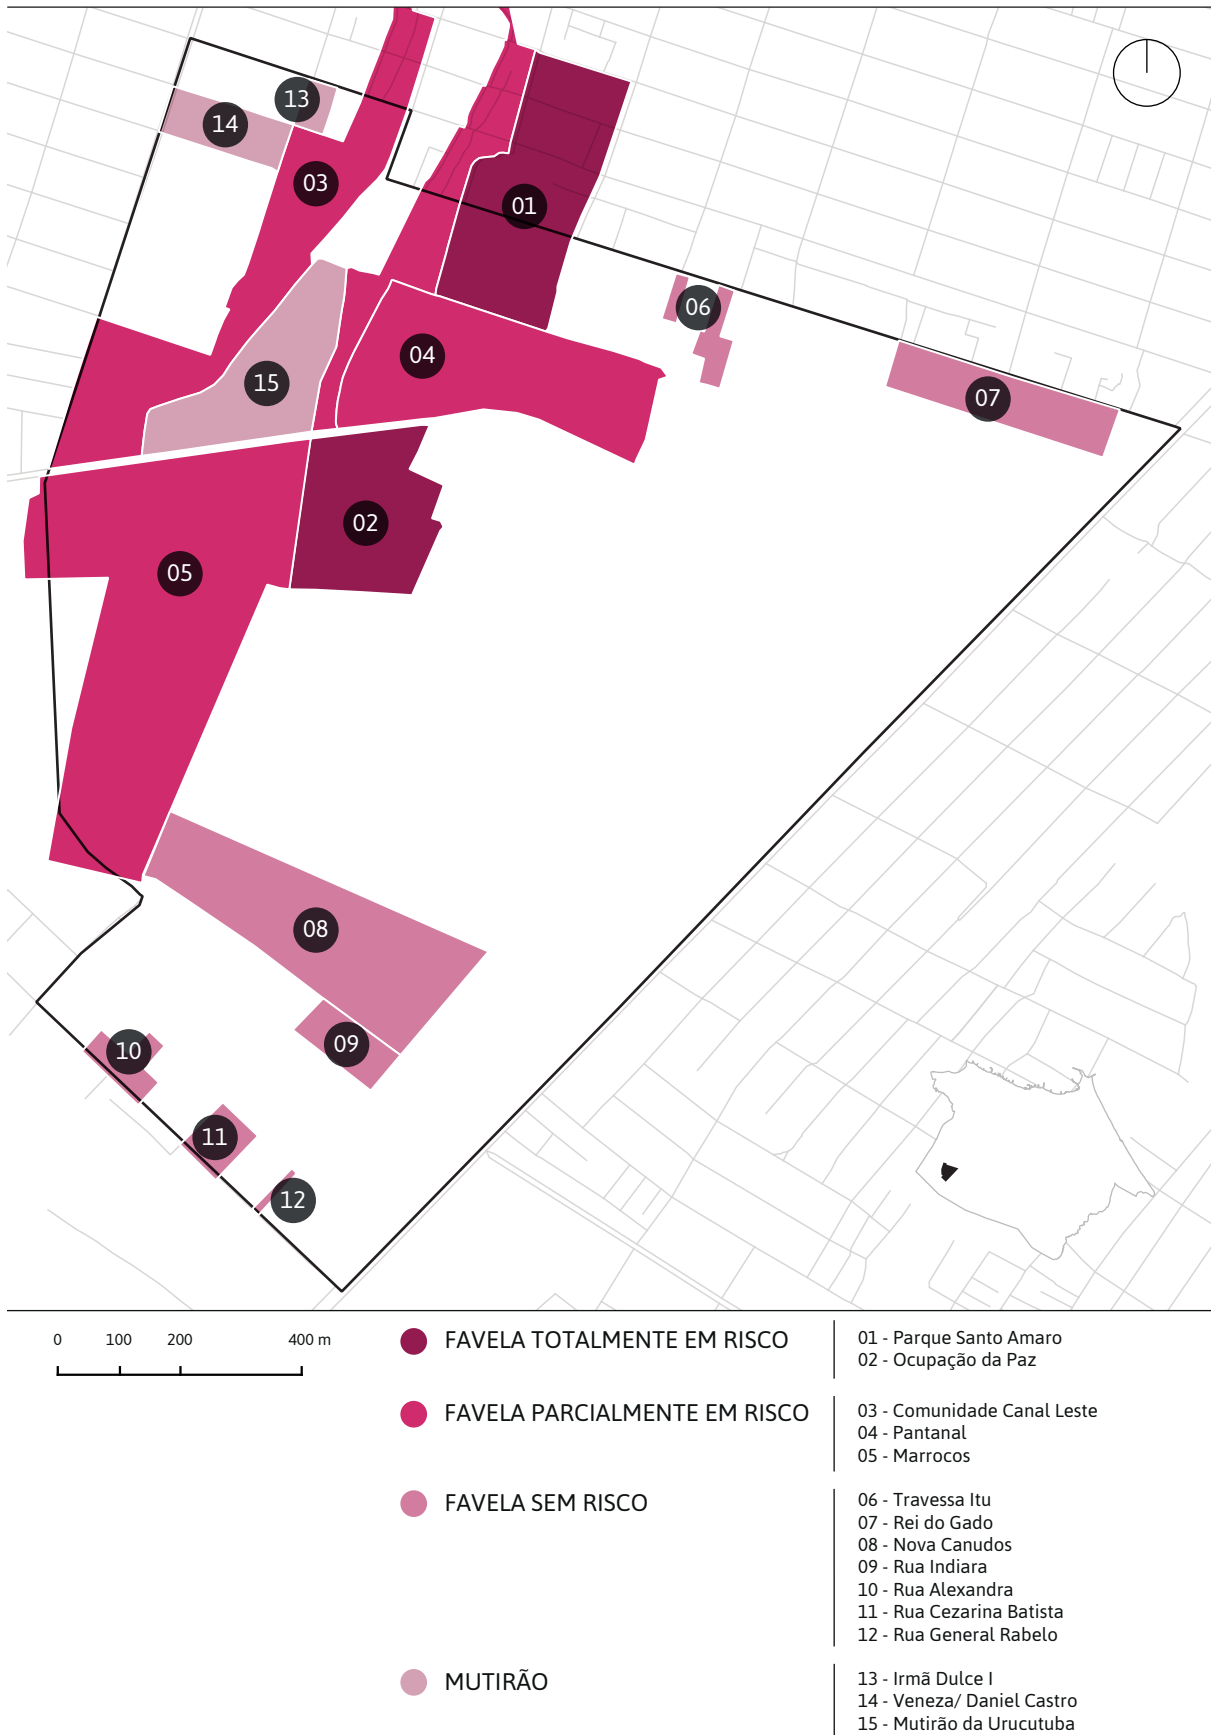 13
14
03
01
06
04
15
07
02
05
08
09
10
11
12
0 100 200 400 m
FAVELA TOTALMENTE EM RISCO
01 - Parque Santo Amaro
02 - Ocupação da Paz
FAVELA PARCIALMENTE EM RISCO
03 - Comunidade Canal Leste
04 - Pantanal
05 - Marrocos
FAVELA SEM RISCO
06 - Travessa Itu
07 - Rei do Gado
08 - Nova Canudos
09 - Rua Indiara
10 - Rua Alexandra
11 - Rua Cezarina Batista
12 - Rua General Rabelo
MUTIRÃO
13 - Irmã Dulce I
14 - Veneza/ Daniel Castro
15 - Mutirão da Urucutuba